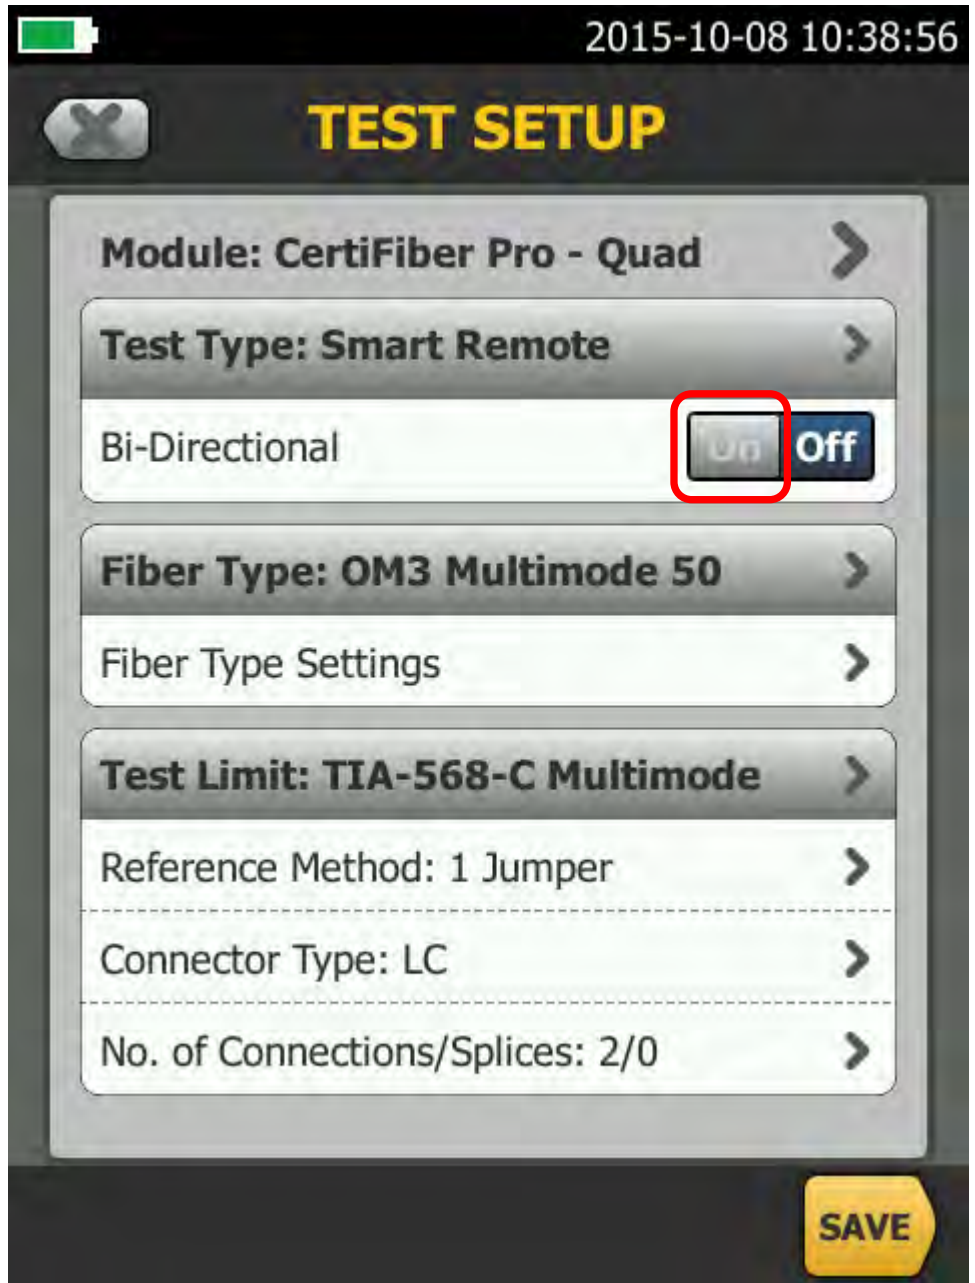 2015-10-08 10:38:56
TEST SETUP
Module: CertiFiber Pro - Quad
Test Type: Smart Remote
Bi-Directional On Off
Fiber Type: OM3 Multimode 50
Fiber Type Settings
Test Limit: TIA-568-C Multimode
Reference Method: 1 Jumper
Connector Type: LC
No. of Connections/Splices: 2/0
SAVE